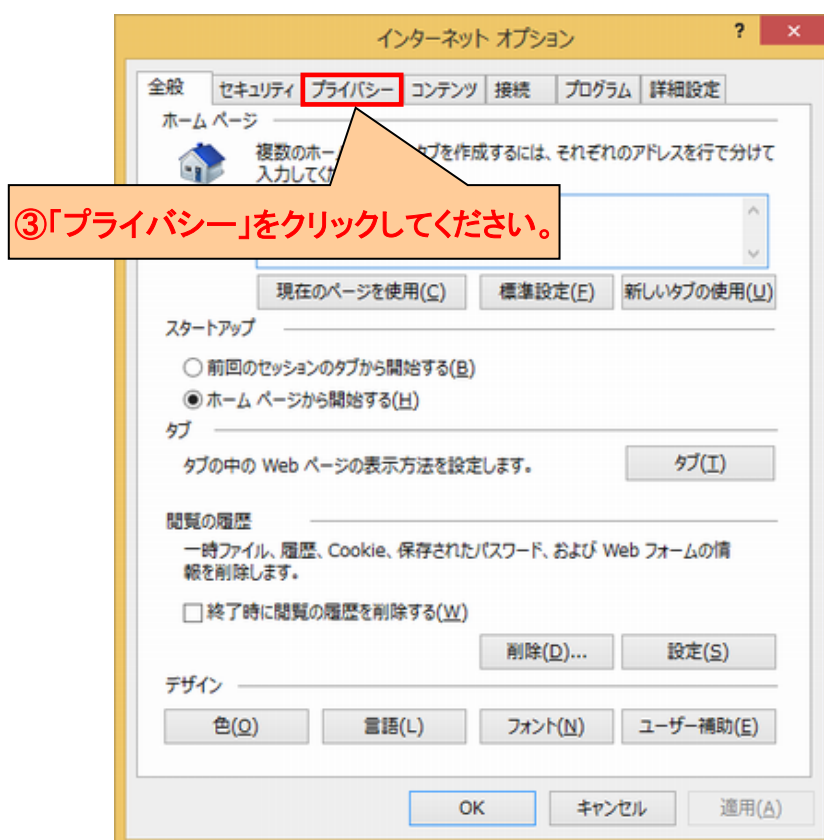 インターネット オプション
? ×
全般 セキュリティ プライバシー コンテンツ 接続 プログラム 詳細設定
ホーム ページ
複数のホー タブを作成するには、それぞれのアドレスを行で分けて
入力してく
③「プライバシー」をクリックしてください。
現在のページを使用(C) 標準設定(F) 新しいタブの使用(U)
スタートアップ
前回のセッションのタブから開始する(B)
ホーム ページから開始する(H)
タブ
タブの中の Web ページの表示方法を設定します。 タブ(T)
閲覧の履歴
一時ファイル、履歴、Cookie、保存されたパスワード、および Web フォームの情
報を削除します。
終了時に閲覧の履歴を削除する(W)
削除(D)... 設定(S)
デザイン
色(O) 言語(L) フォント(N) ユーザー補助(E)
OK キャンセル 適用(A)